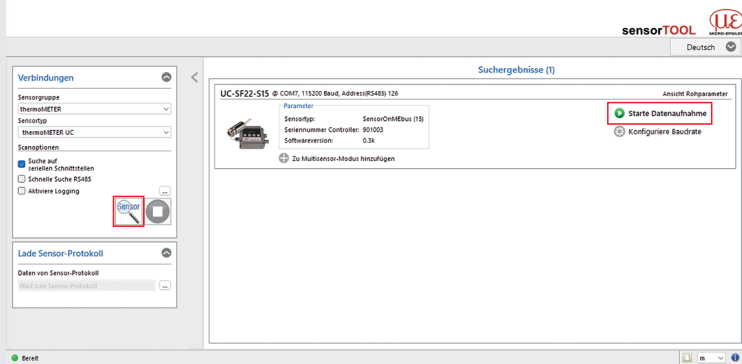 sensorTOOL
MICRO-EPSILON
Deutsch
Verbindungen
Sensorgruppe
thermoMETER
Sensortyp
thermoMETER UC
Scanoptionen
Suche auf
seriellen Schnittstellen
Schnelle Suche RS485
Aktiviere Logging
...
Sensor
Lade Sensor-Protokoll
Daten von Sensor-Protokoll
Pfad zum Sensor-Protokoll
...
Suchergebnisse (1)
UC-SF22-S15 @ COM7, 115200 Baud, Address(RS485) 126
Ansicht Rohparameter
Parameter
Sensortyp: SensorOnMEbus (15)
Seriennummer Controller: 901003
Softwareversion: 0.3k
Zu Multisensor-Modus hinzufügen
Starte Datenaufnahme
Konfiguriere Baudrate
Bereit
m